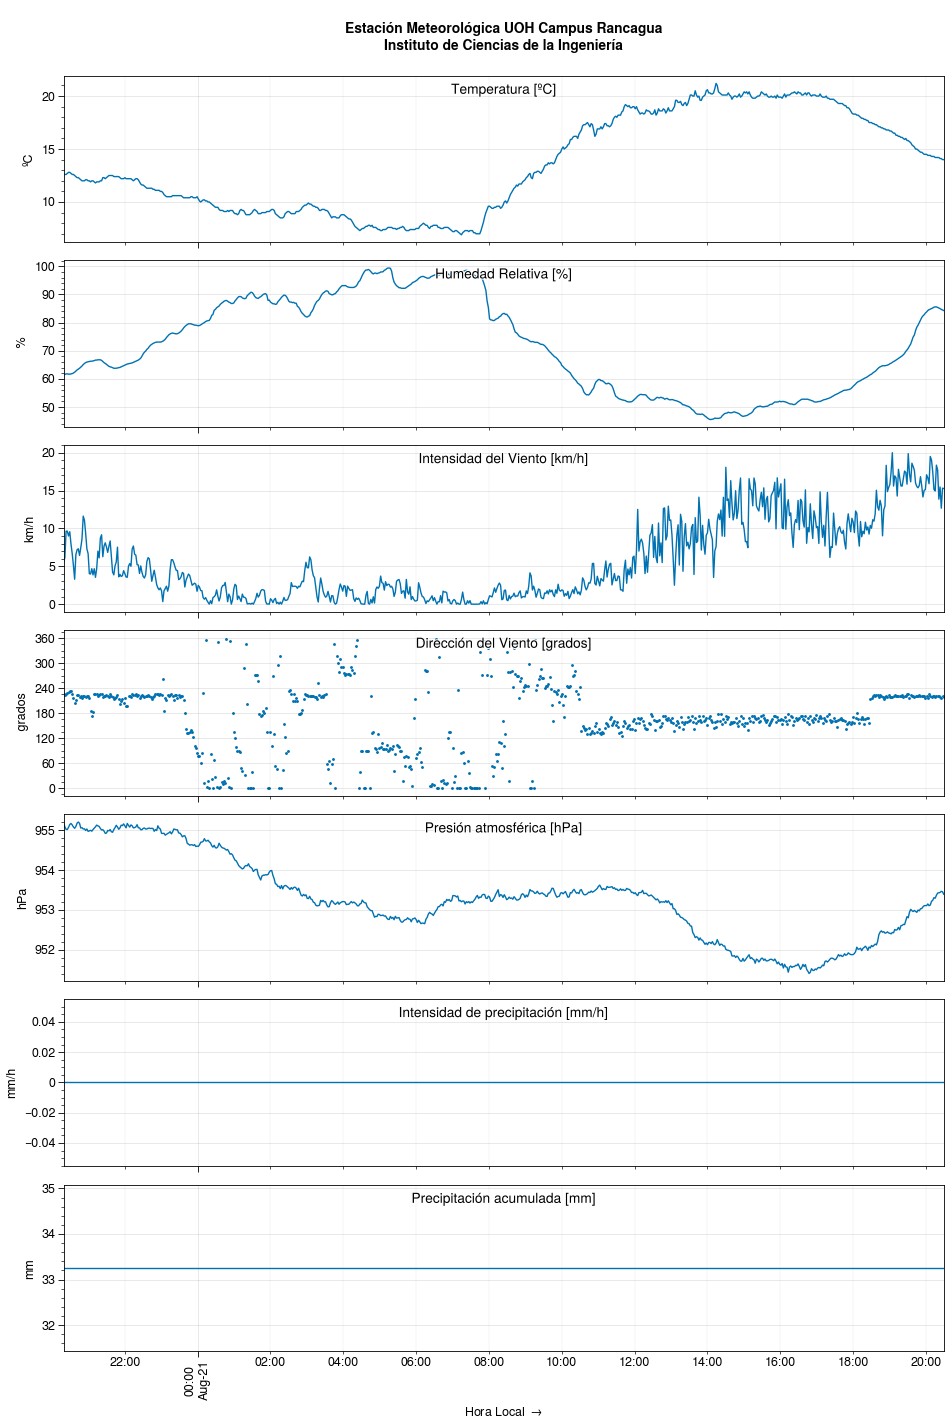 Estación Meteorológica UOH Campus Rancagua
Instituto de Ciencias de la Ingeniería
Temperatura [ºC]
20
15
10
ºC
Humedad Relativa [%]
100
90
80
70
60
50
%
Intensidad del Viento [km/h]
20
15
10
5
0
km/h
Dirección del Viento [grados]
360
300
240
180
120
60
0
grados
Presión atmosférica [hPa]
955
954
953
952
hPa
Intensidad de precipitación [mm/h]
0.04
0.02
0
−0.02
−0.04
mm/h
Precipitación acumulada [mm]
35
34
33
32
mm
22:00
00:00
Aug-21
02:00
04:00
06:00
08:00
10:00
12:00
14:00
16:00
18:00
20:00
Hora Local →